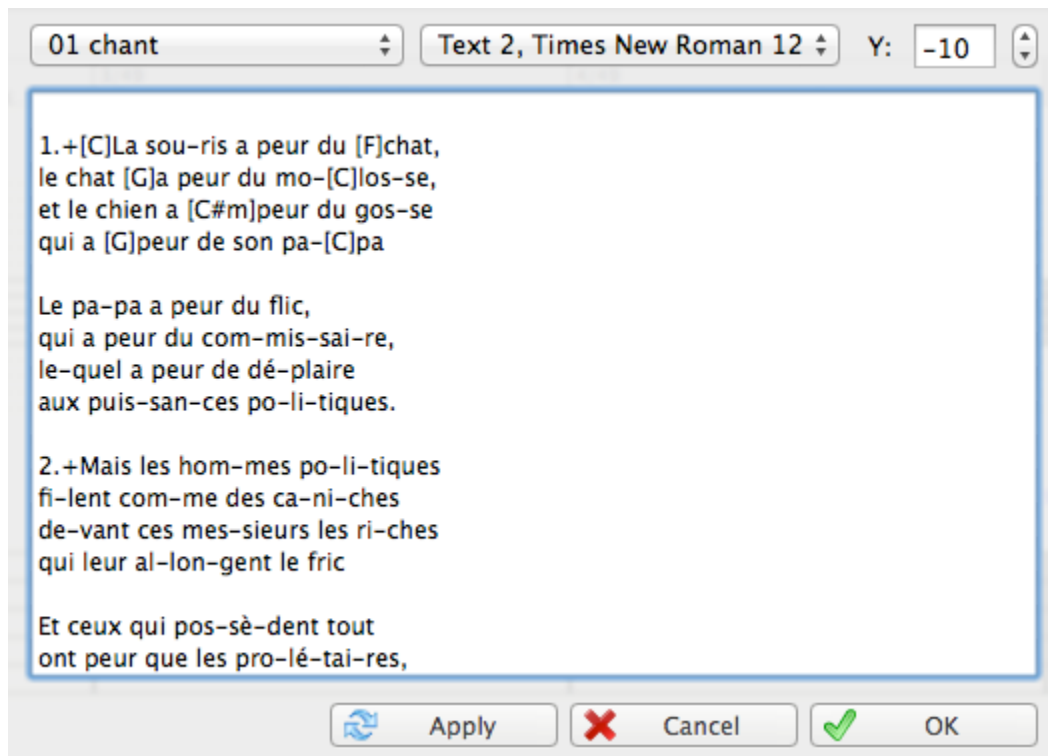 01 chant Text 2, Times New Roman 12 Y: -10
1.+[C]La sou-ris a peur du [F]chat,
le chat [G]a peur du mo-[C]los-se,
et le chien a [C#m]peur du gos-se
qui a [G]peur de son pa-[C]pa
Le pa-pa a peur du flic,
qui a peur du com-mis-sai-re,
le-quel a peur de dé-plaire
aux puis-san-ces po-li-tiques.
2.+Mais les hom-mes po-li-tiques
fi-lent com-me des ca-ni-ches
de-vant ces mes-sieurs les ri-ches
qui leur al-lon-gent le fric
Et ceux qui pos-sè-dent tout
ont peur que les pro-lé-tai-res,
Apply Cancel OK